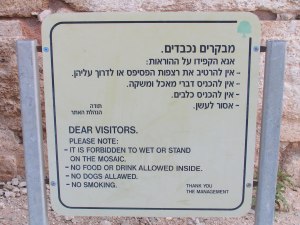 מבקרים נכבדים.
אנא הקפידו על ההוראות:
- אין להרטיב את רצפות הפסיפס או לדרוך עליהן.
- אין להכניס דברי מאכל ומשקה.
- אין להכניס כלבים.
- אסור לעשן.
תודה
הנהלת האתר
DEAR VISITORS.
PLEASE NOTE:
- IT IS FORBIDDEN TO WET OR STAND
ON THE MOSAIC.
- NO FOOD OR DRINK ALLOWED INSIDE.
- NO DOGS ALLAWED.
- NO SMOKING.
THANK YOU
THE MANAGEMENT